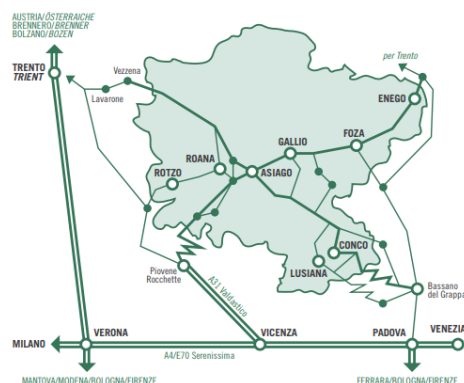 AUSTRIA/ÖSTERRAICHE
BRENNERO/BRENNER
BOLZANO/BOZEN
TRENTO
TRIENT
Vezzena
Lavarone
per Trento
ENEGO
FOZA
GALLIO
ROANA
ASIAGO
ROTZO
CONCO
LUSIANA
Piovene
Rocchette
A31 Valdastico
Bassano
del Grappa
MILANO
VERONA
VICENZA
PADOVA
VENEZIA
A4/E70 Serenissima
MANTOVA/MODENA/BOLOGNA/FIRENZE
FERRARA/BOLOGNA/FIRENZE